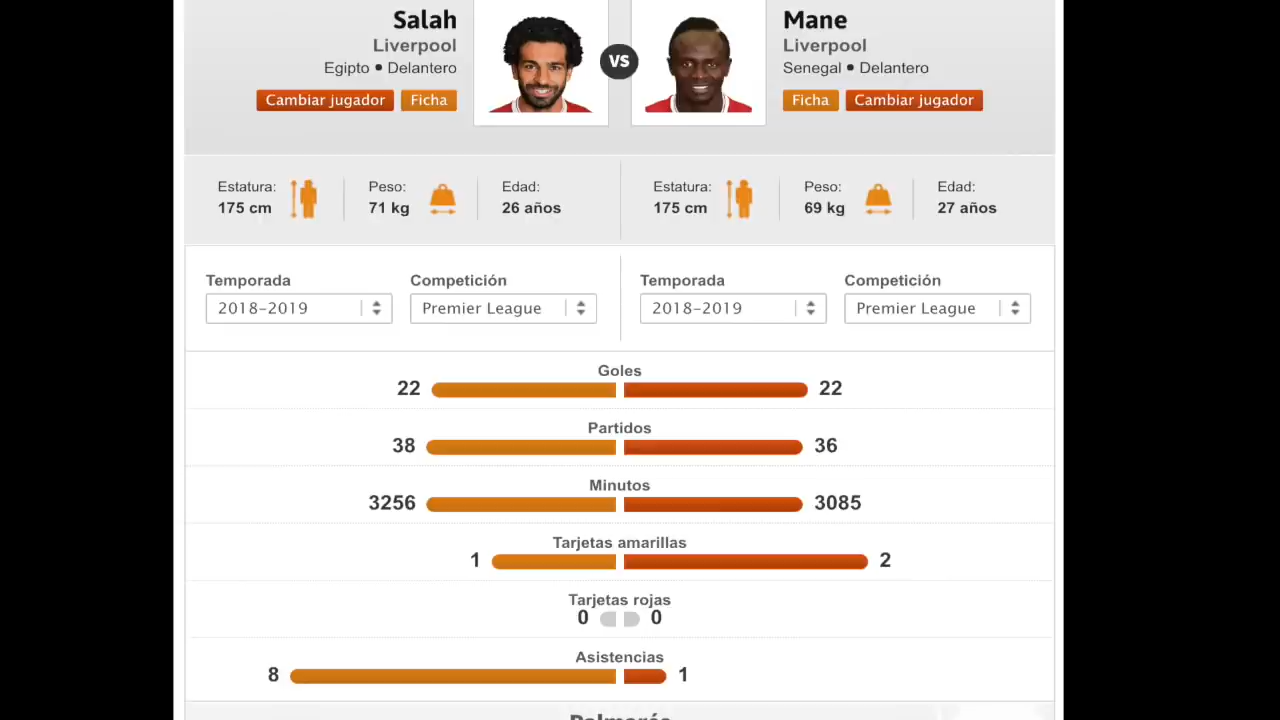 Salah
Liverpool
Egipto • Delantero
Cambiar jugador Ficha
VS
Mane
Liverpool
Senegal • Delantero
Ficha Cambiar jugador
Estatura: Peso: Edad:
175 cm 71 kg 26 años
Estatura: Peso: Edad:
175 cm 69 kg 27 años
Temporada Competición
2018-2019 Premier League
Temporada Competición
2018-2019 Premier League
Goles
22 22
Partidos
38 36
Minutos
3256 3085
Tarjetas amarillas
1 2
Tarjetas rojas
0 0
Asistencias
8 1
Palmarés